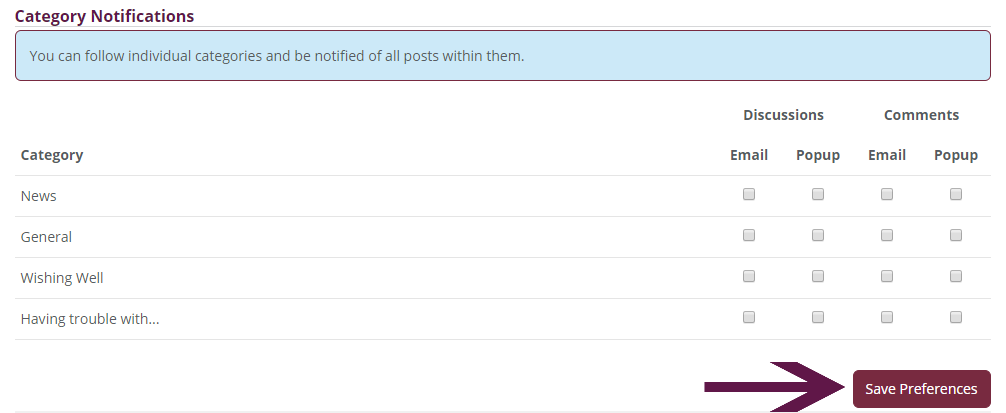 Category Notifications
You can follow individual categories and be notified of all posts within them.
Discussions Comments
Category Email Popup Email Popup
News
General
Wishing Well
Having trouble with...
Save Preferences